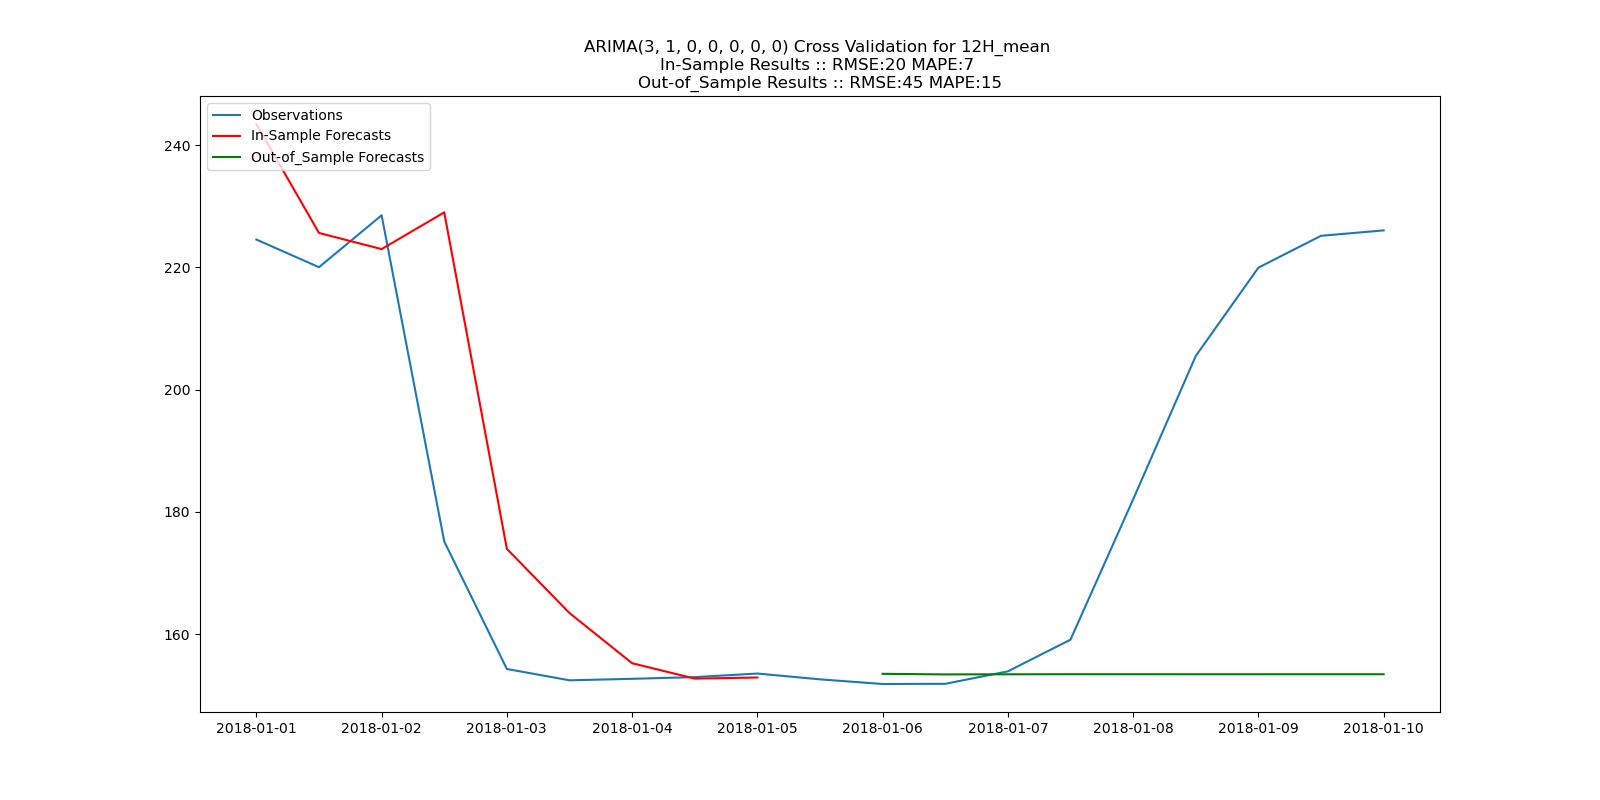 ARIMA(3, 1, 0, 0, 0, 0, 0) Cross Validation for 12H_mean
In-Sample Results :: RMSE:20 MAPE:7
Out-of_Sample Results :: RMSE:45 MAPE:15
Observations
In-Sample Forecasts
Out-of_Sample Forecasts
240
220
200
180
160
2018-01-01 2018-01-02 2018-01-03 2018-01-04 2018-01-05 2018-01-06 2018-01-07 2018-01-08 2018-01-09 2018-01-10